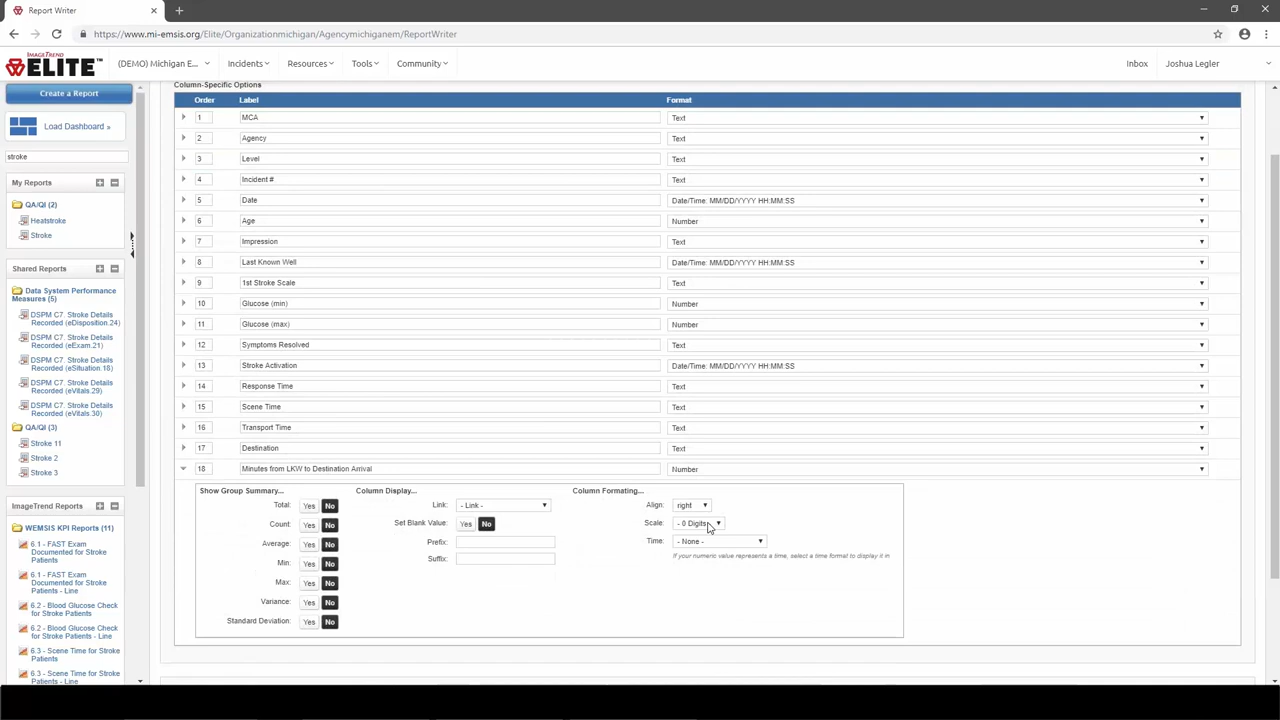 Report Writer
https://www.mi-emsis.org/Elite/Organizationmichigan/Agencymichiganem/ReportWriter
IMAGETREND
ELITE™
(DEMO) Michigan E...
Incidents
Resources
Tools
Community
Inbox
Joshua Legler
Create a Report
Load Dashboard »
stroke
My Reports
QA/QI (2)
Heatstroke
Stroke
Shared Reports
Data System Performance
Measures (5)
DSPM C7. Stroke Details
Recorded (eDisposition.24)
DSPM C7. Stroke Details
Recorded (eExam.21)
DSPM C7. Stroke Details
Recorded (eSituation.18)
DSPM C7. Stroke Details
Recorded (eVitals.29)
DSPM C7. Stroke Details
Recorded (eVitals.30)
QA/QI (3)
Stroke 11
Stroke 2
Stroke 3
ImageTrend Reports
WEMSIS KPI Reports (11)
6.1 - FAST Exam
Documented for Stroke
Patients
6.1 - FAST Exam
Documented for Stroke
Patients - Line
6.2 - Blood Glucose Check
for Stroke Patients
6.2 - Blood Glucose Check
for Stroke Patients - Line
6.3 - Scene Time for Stroke
Patients
6.3 - Scene Time for Stroke
Patients - Line
Column-Specific Options
Order Label Format
1 MCA Text
2 Agency Text
3 Level Text
4 Incident # Text
5 Date Date/Time: MM/DD/YYYY HH:MM:SS
6 Age Number
7 Impression Text
8 Last Known Well Date/Time: MM/DD/YYYY HH:MM:SS
9 1st Stroke Scale Text
10 Glucose (min) Number
11 Glucose (max) Number
12 Symptoms Resolved Text
13 Stroke Activation Date/Time: MM/DD/YYYY HH:MM:SS
14 Response Time Text
15 Scene Time Text
16 Transport Time Text
17 Destination Text
18 Minutes from LKW to Destination Arrival Number
Show Group Summary...
Total: Yes No
Count: Yes No
Average: Yes No
Min: Yes No
Max: Yes No
Variance: Yes No
Standard Deviation: Yes No
Column Display...
Link: - Link -
Set Blank Value: Yes No
Prefix:
Suffix:
Column Formating...
Align: right
Scale: - 0 Digits
Time: - None -
If your numeric value represents a time, select a time format to display it in